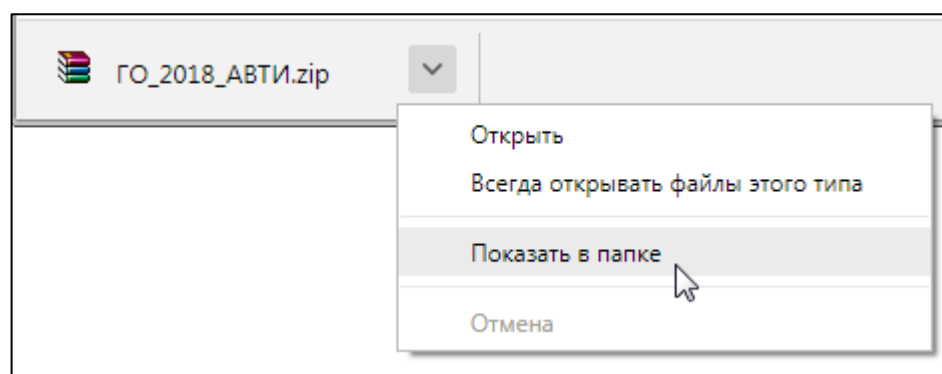 ГО_2018_АВТИ.zip
Открыть
Всегда открывать файлы этого типа
Показать в папке
Отмена